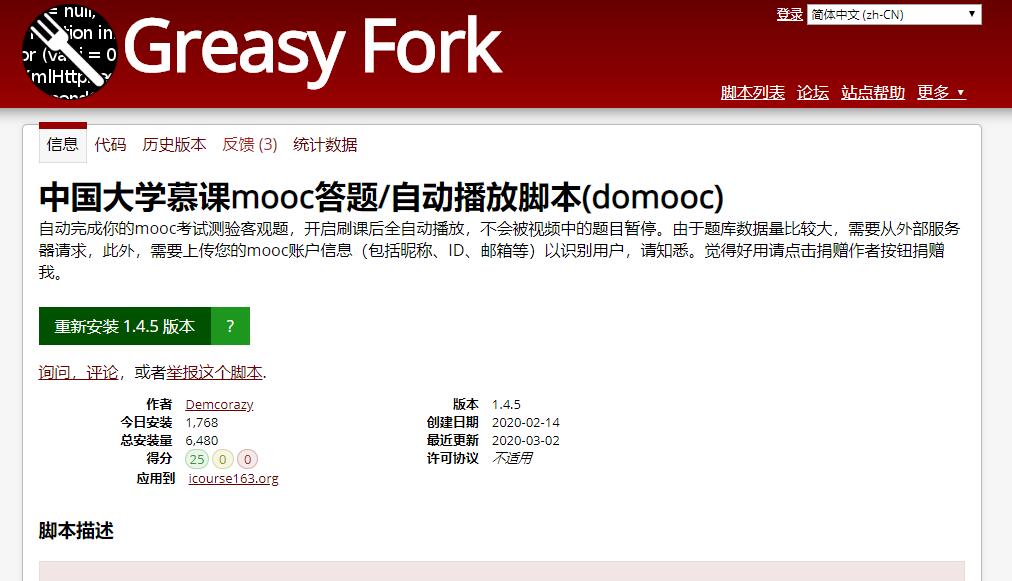 = null,
tion in
or (va i = 0
mlHttp
Greasy Fork
登录 简体中文 (zh-CN)
脚本列表 论坛 站点帮助 更多
信息 代码 历史版本 反馈 (3) 统计数据
中国大学慕课mooc答题/自动播放脚本(domooc)
自动完成你的mooc考试测验客观题，开启刷课后全自动播放，不会被视频中的题目暂停。由于题库数据量比较大，需要从外部服务
器请求，此外，需要上传您的mooc账户信息（包括昵称、ID、邮箱等）以识别用户，请知悉。觉得好用请点击捐赠作者按钮捐赠
我。
重新安装 1.4.5 版本 ?
询问，评论，或者举报这个脚本.
作者 Demcorazy 版本 1.4.5
今日安装 1,768 创建日期 2020-02-14
总安装量 6,480 最近更新 2020-03-02
得分 25 0 0 许可协议 不适用
应用到 icourse163.org
脚本描述